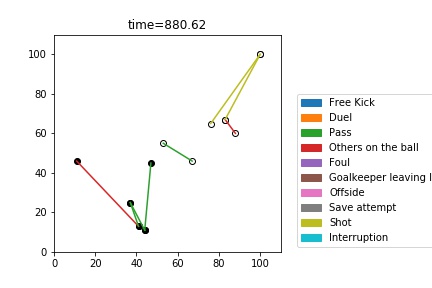 time=880.62
100
80
60
40
20
0
0 20 40 60 80 100
Free Kick
Duel
Pass
Others on the ball
Foul
Goalkeeper leaving l
Offside
Save attempt
Shot
Interruption